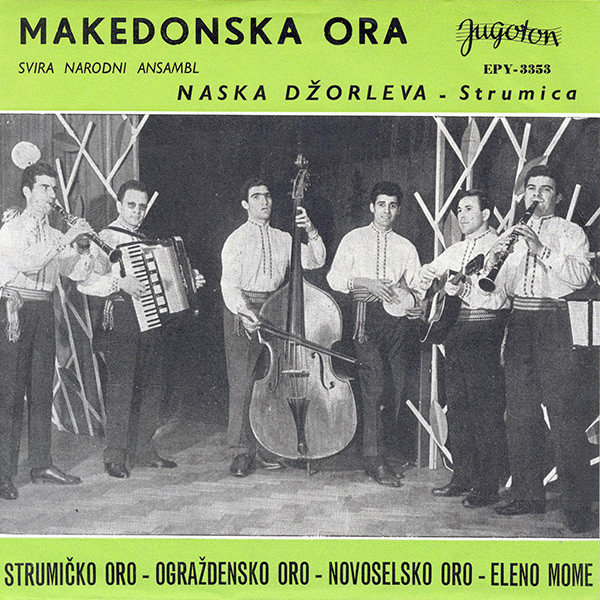 MAKEDONSKA ORA
Jugoton
SVIRA NARODNI ANSAMBL
EPY-3353
NASKA DŽORLEVA - Strumica
STRUMIČKO ORO - OGRAŽDENSKO ORO - NOVOSELSKO ORO - ELENO MOME